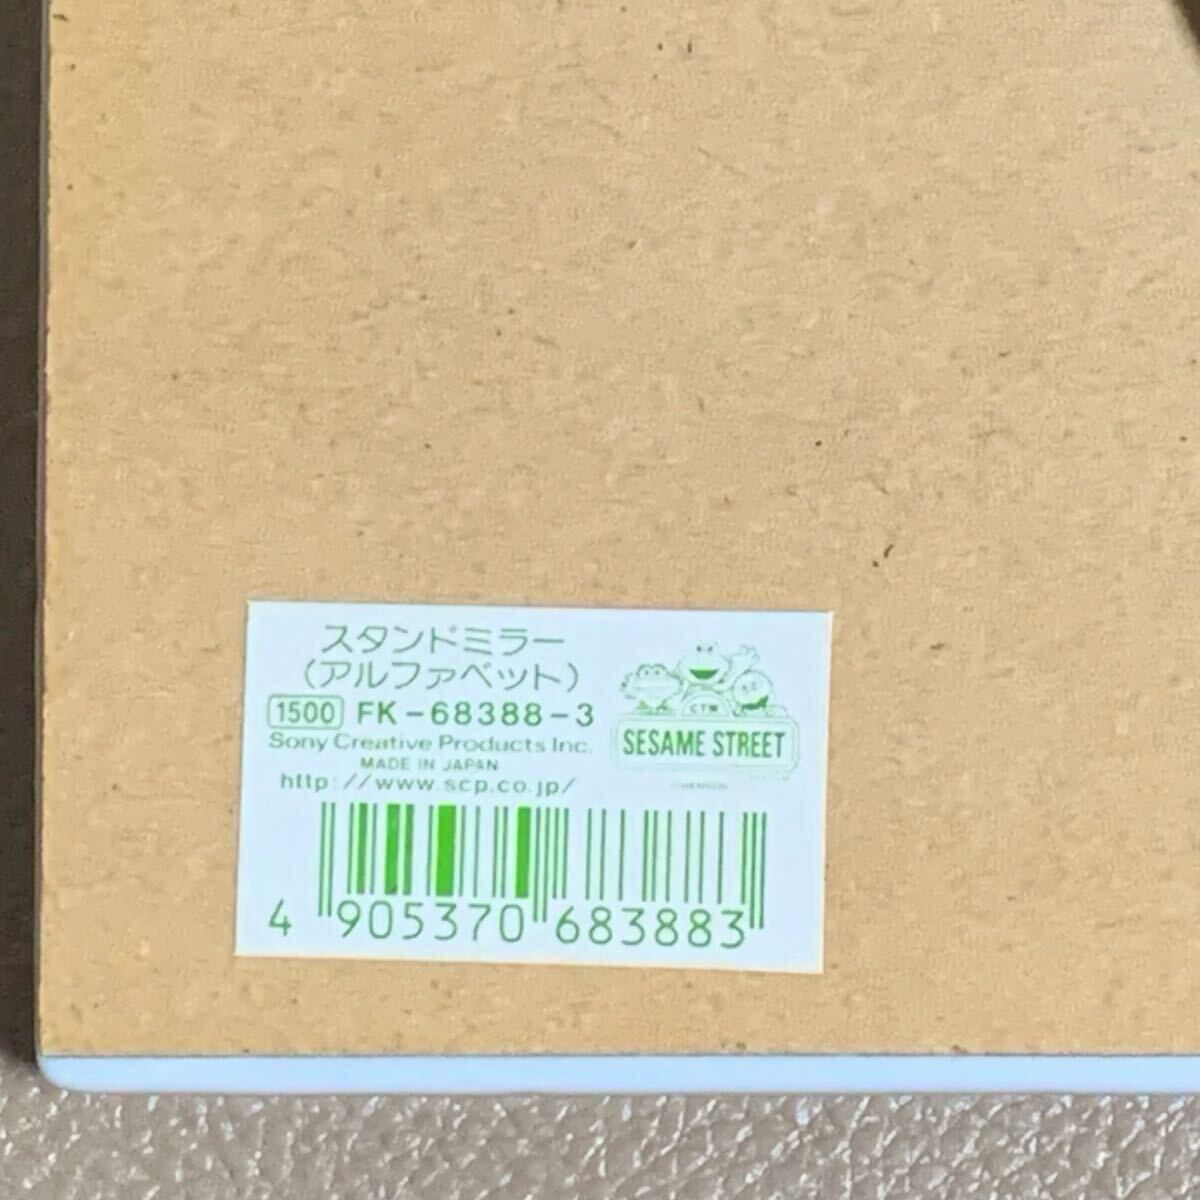 スタンドミラー
(アルファベット)
1500 FK-68388-3
Sony Creative Products Inc.
MADE IN JAPAN
http://www.scp.co.jp/
CTW
SESAME STREET
4 905370 683883